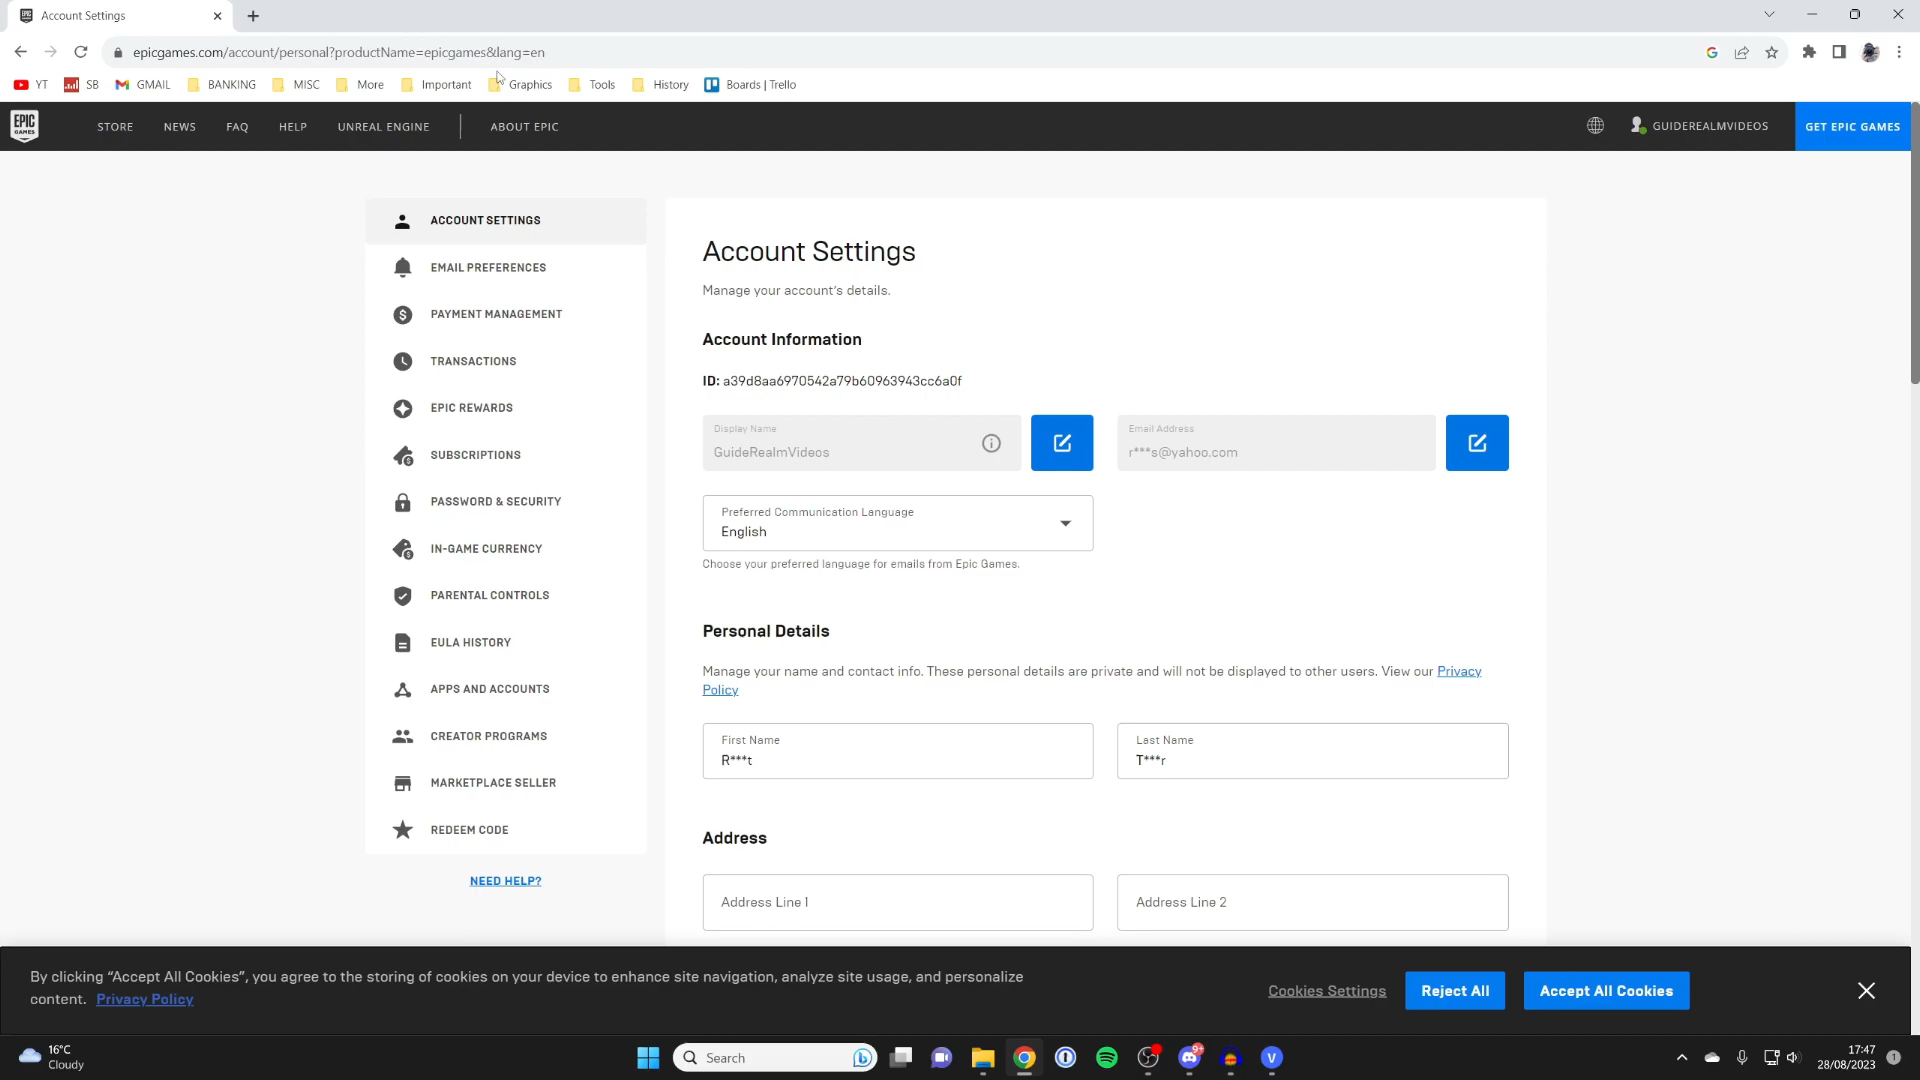 Account Settings
epicgames.com/account/personal?productName=epicgames&lang=en
YT SB GMAIL BANKING MISC More Important Graphics Tools History Boards | Trello
EPIC GAMES
STORE NEWS FAQ HELP UNREAL ENGINE ABOUT EPIC GUIDEREALMVIDEOS GET EPIC GAMES
ACCOUNT SETTINGS
EMAIL PREFERENCES
PAYMENT MANAGEMENT
TRANSACTIONS
EPIC REWARDS
SUBSCRIPTIONS
PASSWORD & SECURITY
IN-GAME CURRENCY
PARENTAL CONTROLS
EULA HISTORY
APPS AND ACCOUNTS
CREATOR PROGRAMS
MARKETPLACE SELLER
REDEEM CODE
NEED HELP?
Account Settings
Manage your account's details.
Account Information
ID: a39d8aa6970542a79b60963943cc6a0f
Display Name
GuideRealmVideos
Email Address
r***s@yahoo.com
Preferred Communication Language
English
Choose your preferred language for emails from Epic Games.
Personal Details
Manage your name and contact info. These personal details are private and will not be displayed to other users. View our Privacy
Policy
First Name
R***t
Last Name
T***r
Address
Address Line 1
Address Line 2
By clicking “Accept All Cookies”, you agree to the storing of cookies on your device to enhance site navigation, analyze site usage, and personalize
content. Privacy Policy
Cookies Settings Reject All Accept All Cookies
16°C
Cloudy
Search
9+
V
17:47
28/08/2023
1